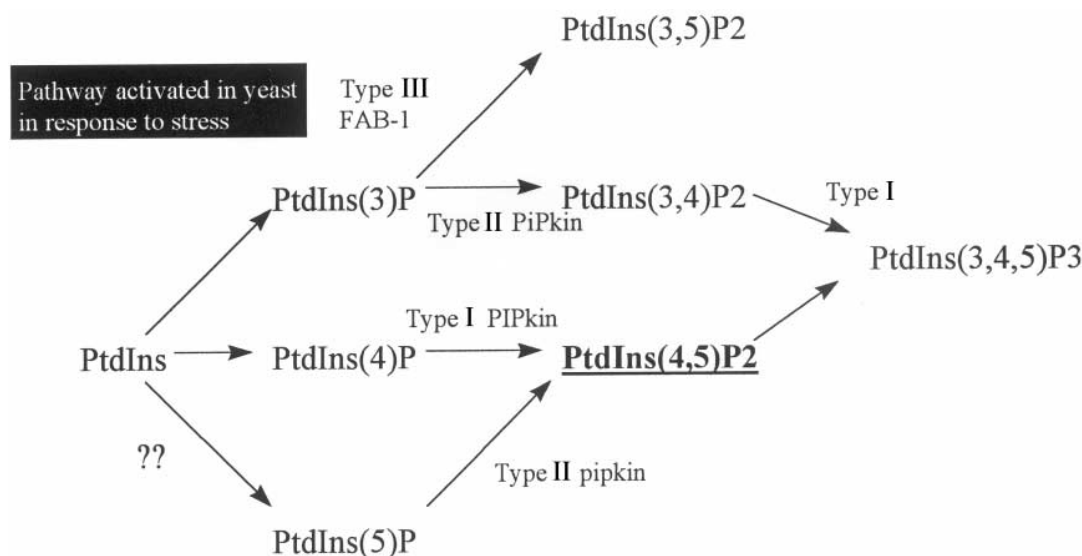 PtdIns(3,5)P2
Pathway activated in yeast
in response to stress
Type III
FAB-1
PtdIns(3)P
Type II PiPkin
PtdIns(3,4)P2
Type I
PtdIns(3,4,5)P3
Type I PIPkin
PtdIns
PtdIns(4)P
PtdIns(4,5)P2
??
Type II pipkin
PtdIns(5)P